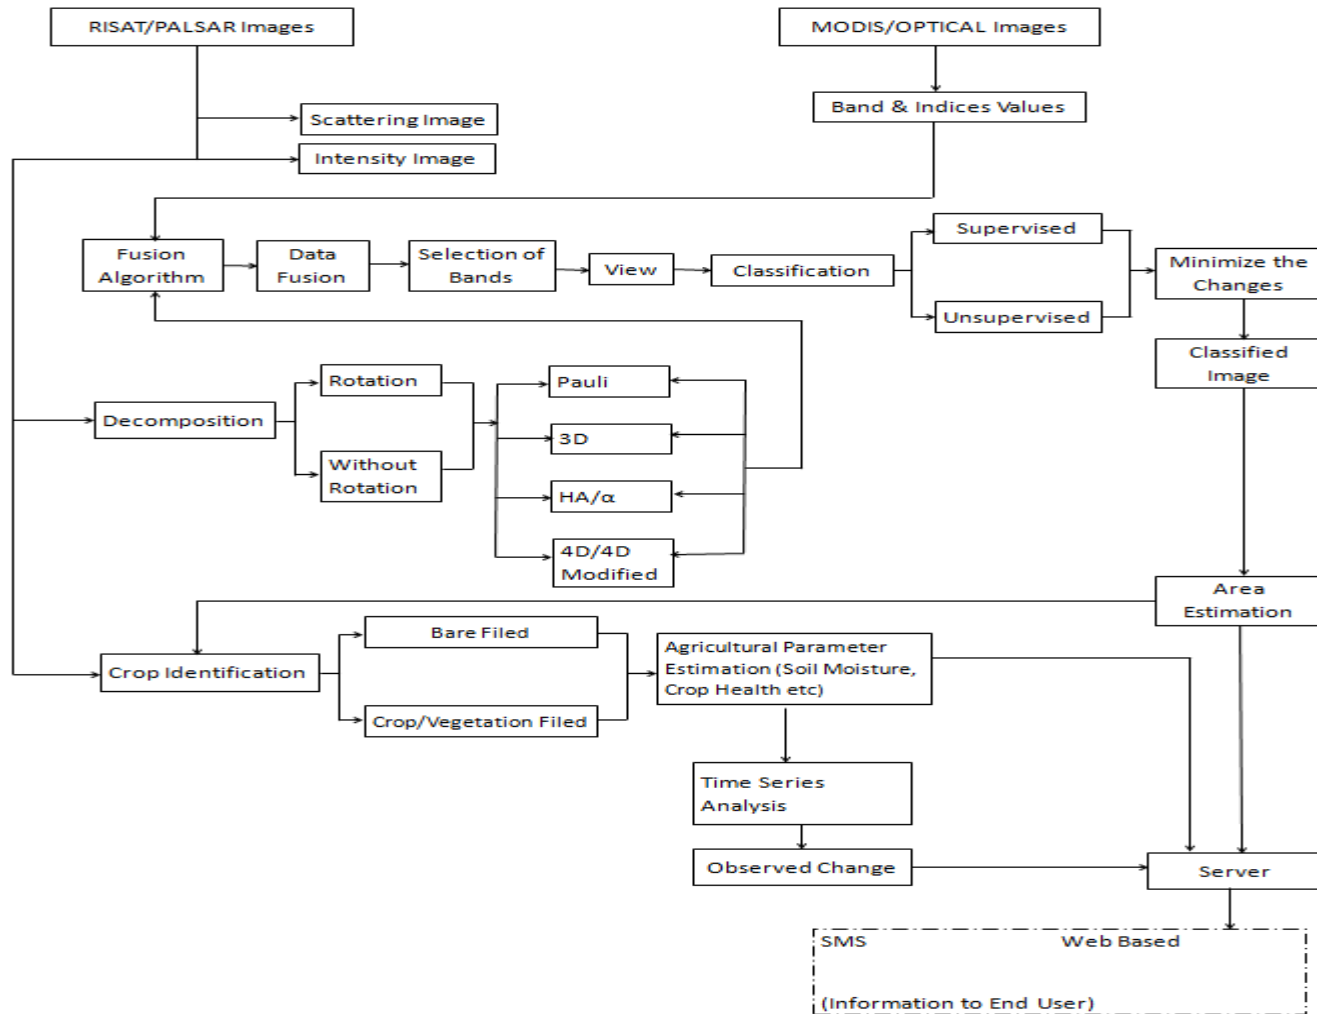 RISAT/PALSAR Images
MODIS/OPTICAL Images
Band & Indices Values
Scattering Image
Intensity Image
Fusion
Algorithm
Data
Fusion
Selection of
Bands
View
Classification
Supervised
Unsupervised
Minimize the
Changes
Classified
Image
Decomposition
Rotation
Without
Rotation
Pauli
3D
HA/α
4D/4D
Modified
Area
Estimation
Crop Identification
Bare Filed
Crop/Vegetation Filed
Agricultural Parameter
Estimation (Soil Moisture,
Crop Health etc)
Time Series
Analysis
Observed Change
Server
SMS
Web Based
(Information to End User)